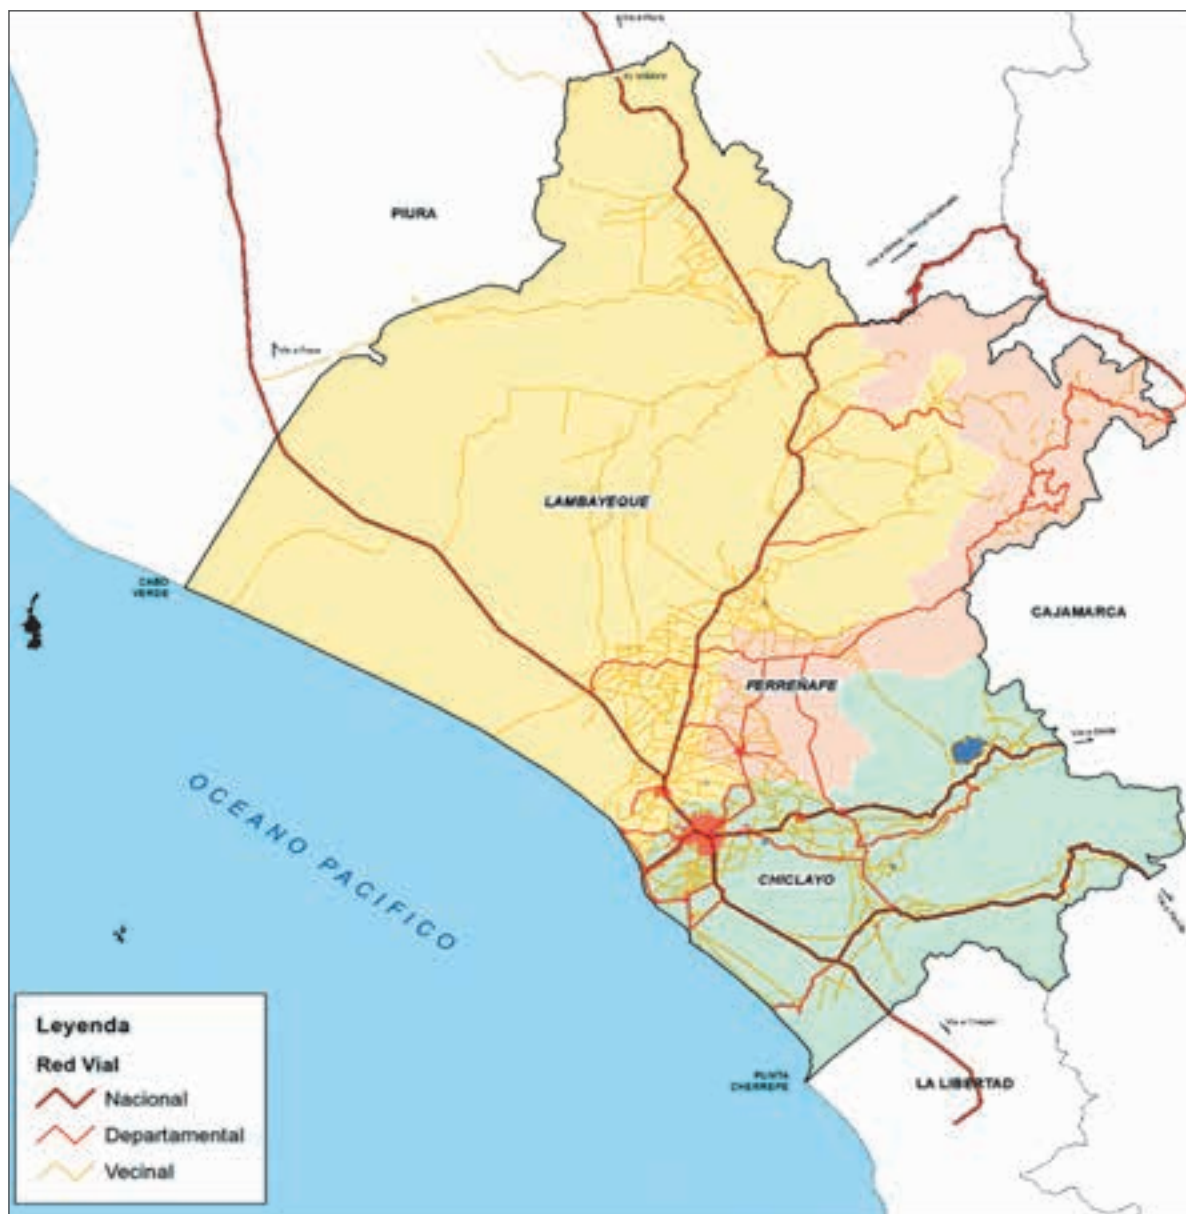 PIURA
LAMBAYEQUE
CABO
VERDE
CAJAMARCA
FERREÑAFE
OCEANO PACIFICO
CHICLAYO
Leyenda
Red Vial
Nacional
Departamental
Vecinal
PUNTA
CHERREPE
LA LIBERTAD